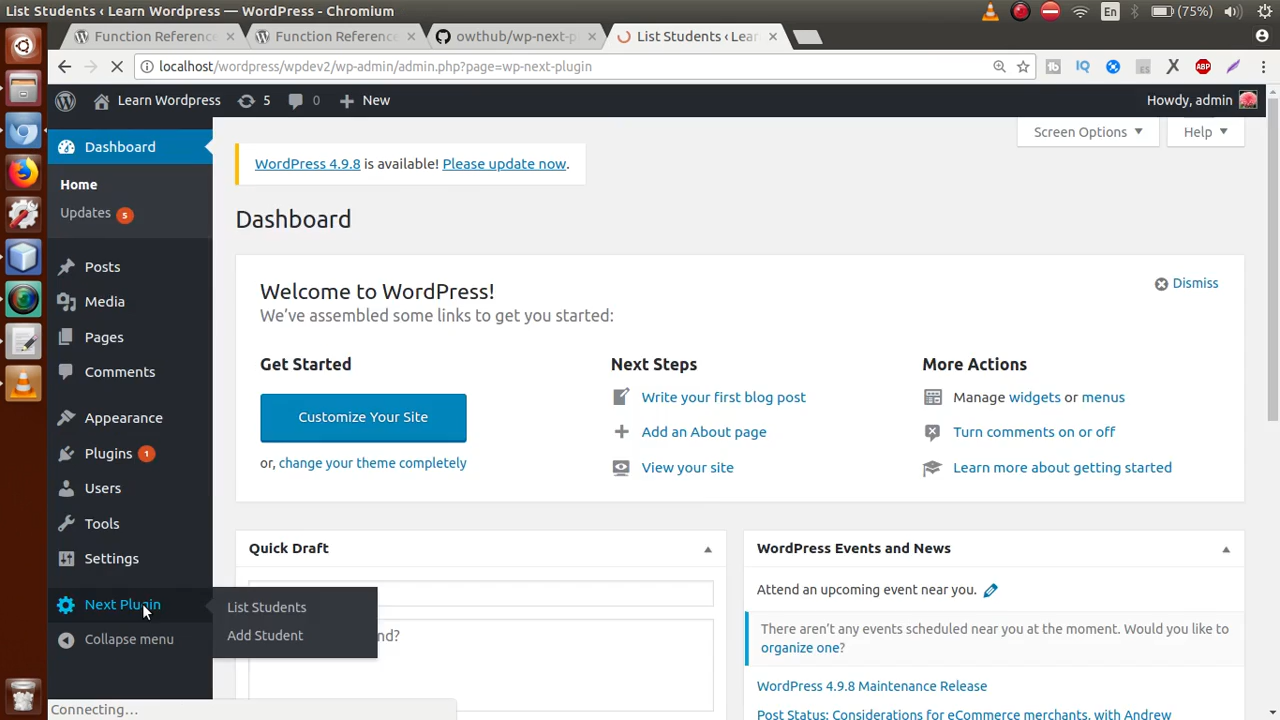 List Students ‹ Learn Wordpress — WordPress - Chromium
En
(75%)
Function Reference
Function Reference
owthub/wp-next-p
List Students ‹ Lear
localhost/wordpress/wpdev2/wp-admin/admin.php?page=wp-next-plugin
Learn Wordpress
5
0
New
Howdy, admin
Dashboard
Screen Options
Help
WordPress 4.9.8 is available! Please update now.
Home
Updates 5
Dashboard
Posts
Media
Pages
Comments
Appearance
Plugins 1
Users
Tools
Settings
Next Plugin
Collapse menu
List Students
Add Student
Welcome to WordPress!
We've assembled some links to get you started:
Dismiss
Get Started
Customize Your Site
or, change your theme completely
Next Steps
Write your first blog post
Add an About page
View your site
More Actions
Manage widgets or menus
Turn comments on or off
Learn more about getting started
Quick Draft
nd?
WordPress Events and News
Attend an upcoming event near you.
There aren't any events scheduled near you at the moment. Would you like to
organize one?
WordPress 4.9.8 Maintenance Release
Post Status: Considerations for eCommerce merchants, with Andrew
Connecting...